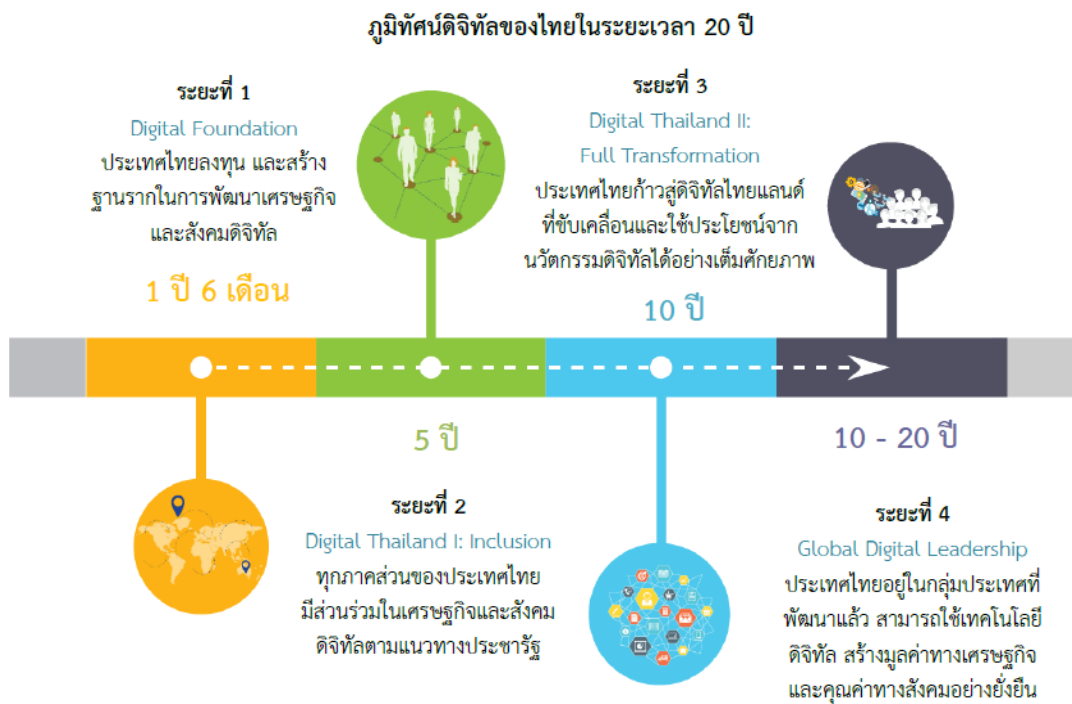 ภูมิทัศน์ดิจิทัลของไทยในระยะเวลา 20 ปี
ระยะที่ 1
Digital Foundation
ประเทศไทยลงทุน และสร้าง
ฐานรากในการพัฒนาเศรษฐกิจ
และสังคมดิจิทัล
1 ปี 6 เดือน
5 ปี
ระยะที่ 2
Digital Thailand I: Inclusion
ทุกภาคส่วนของประเทศไทย
มีส่วนร่วมในเศรษฐกิจและสังคม
ดิจิทัลตามแนวทางประชารัฐ
ระยะที่ 3
Digital Thailand II:
Full Transformation
ประเทศไทยก้าวสู่ดิจิทัลไทยแลนด์
ที่ขับเคลื่อนและใช้ประโยชน์จาก
นวัตกรรมดิจิทัลได้อย่างเต็มศักยภาพ
10 ปี
10 - 20 ปี
ระยะที่ 4
Global Digital Leadership
ประเทศไทยอยู่ในกลุ่มประเทศที่
พัฒนาแล้ว สามารถใช้เทคโนโลยี
ดิจิทัล สร้างมูลค่าทางเศรษฐกิจ
และคุณค่าทางสังคมอย่างยั่งยืน